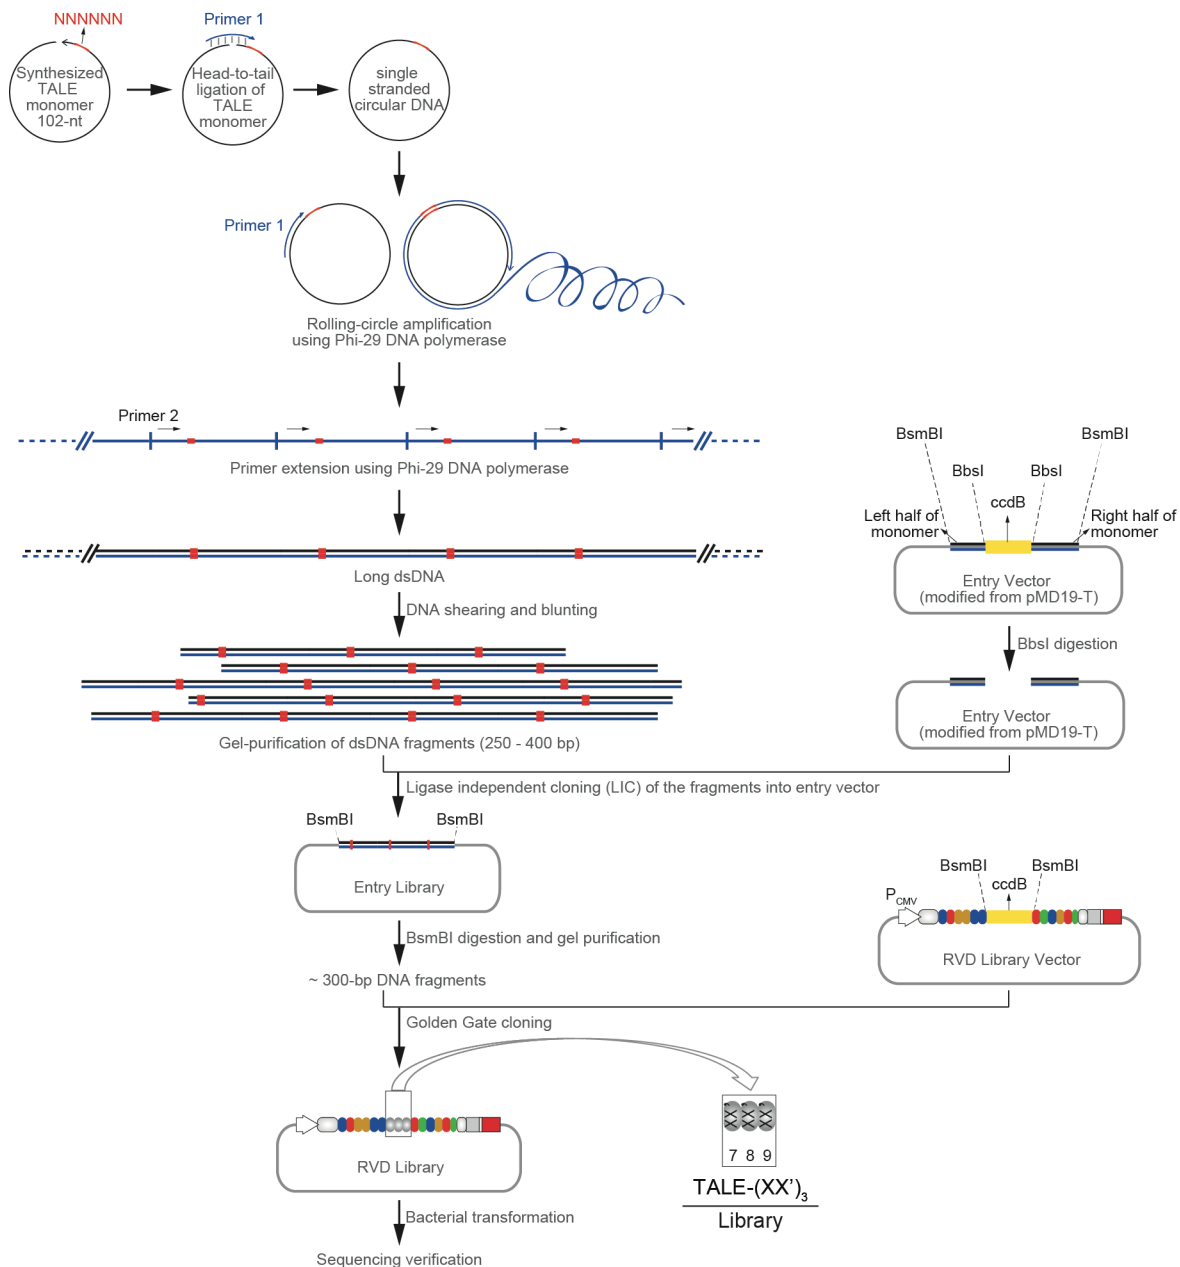 NNNNNN
Primer 1
Synthesized
TALE
monomer
102-nt
Head-to-tail
ligation of
TALE
monomer
single
stranded
circular DNA
Primer 1
Rolling-circle amplification
using Phi-29 DNA polymerase
Primer 2
Primer extension using Phi-29 DNA polymerase
Long dsDNA
DNA shearing and blunting
Gel-purification of dsDNA fragments (250 - 400 bp)
BsmBI
BsmBI
BbsI
BbsI
ccdB
Left half of
monomer
Right half of
monomer
Entry Vector
(modified from pMD19-T)
BbsI digestion
Entry Vector
(modified from pMD19-T)
Ligase independent cloning (LIC) of the fragments into entry vector
BsmBI
BsmBI
Entry Library
BsmBI digestion and gel purification
~ 300-bp DNA fragments
BsmBI
BsmBI
ccdB
PCMV
RVD Library Vector
Golden Gate cloning
RVD Library
XXX
XXX
7 8 9
TALE-(XX')3
Library
Bacterial transformation
Sequencing verification